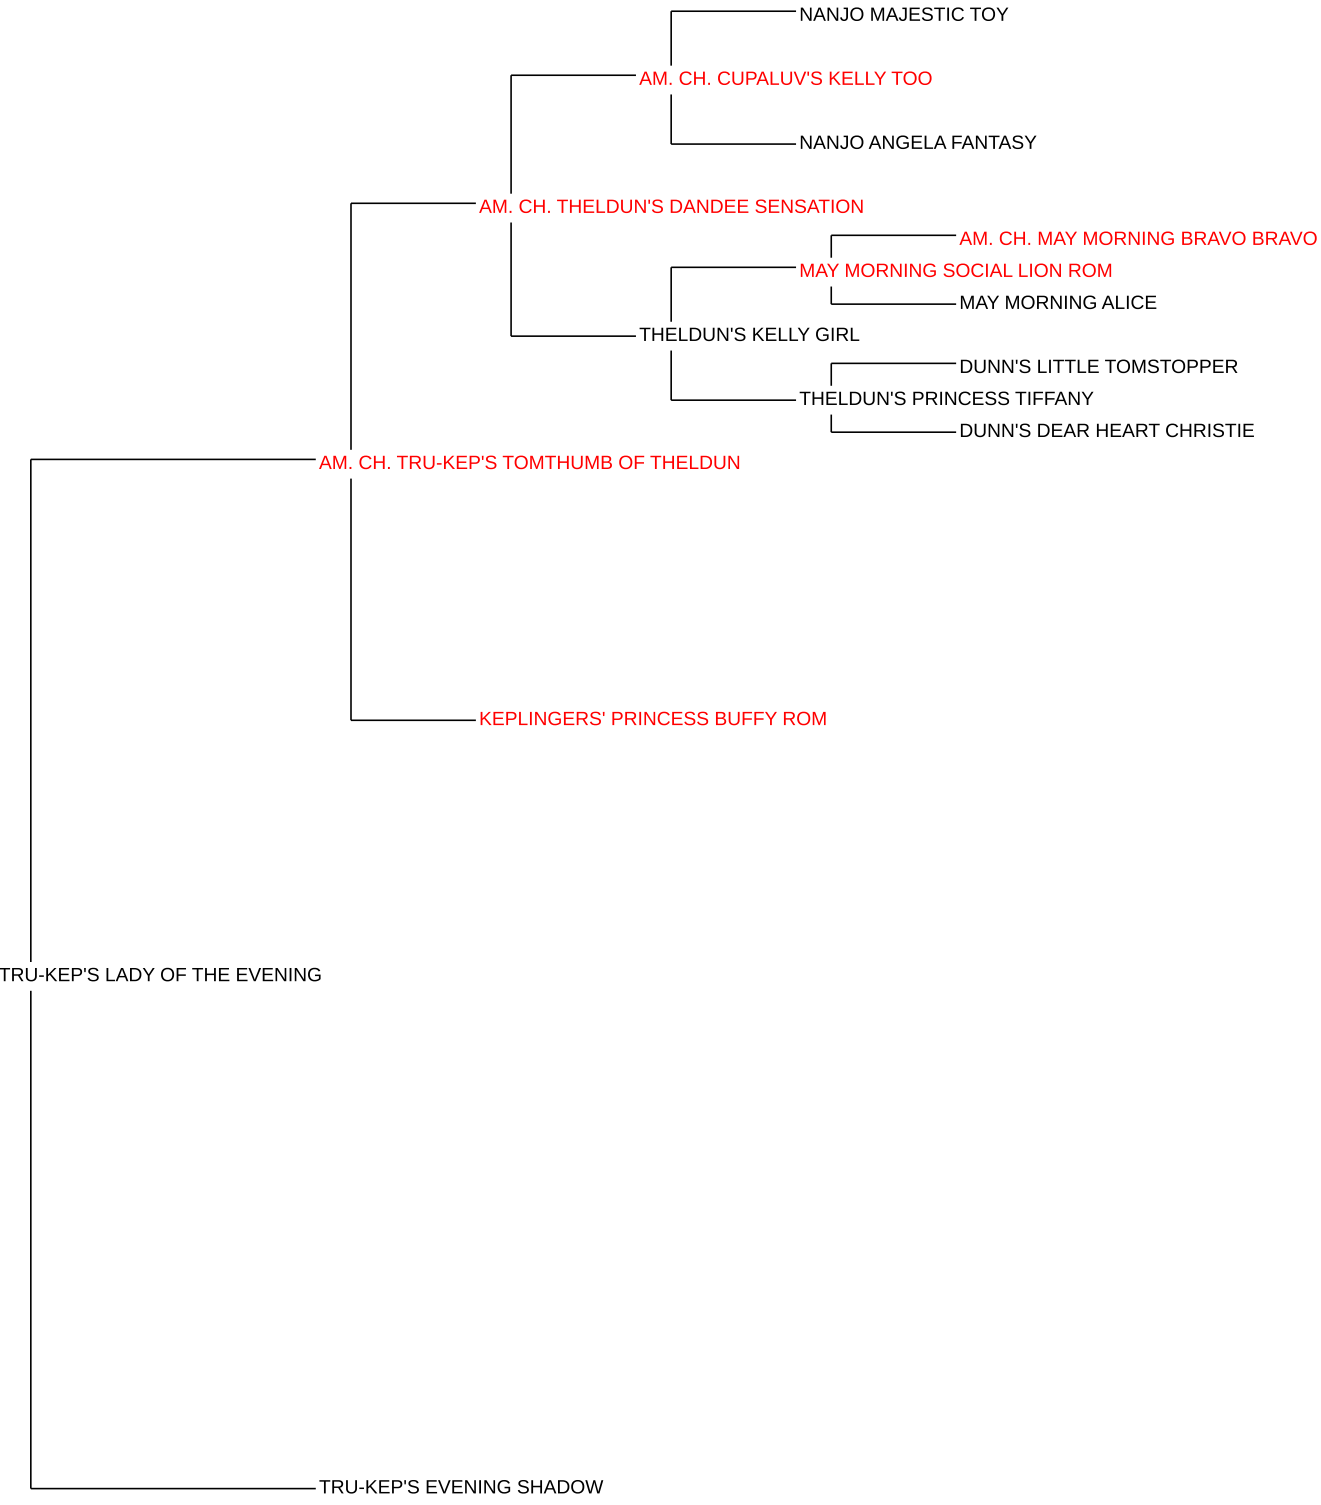 NANJO MAJESTIC TOY
AM. CH. CUPALUV'S KELLY TOO
NANJO ANGELA FANTASY
AM. CH. THELDUN'S DANDEE SENSATION
AM. CH. MAY MORNING BRAVO BRAVO
MAY MORNING SOCIAL LION ROM
MAY MORNING ALICE
THELDUN'S KELLY GIRL
DUNN'S LITTLE TOMSTOPPER
THELDUN'S PRINCESS TIFFANY
DUNN'S DEAR HEART CHRISTIE
AM. CH. TRU-KEP'S TOMTHUMB OF THELDUN
KEPLINGERS' PRINCESS BUFFY ROM
TRU-KEP'S LADY OF THE EVENING
TRU-KEP'S EVENING SHADOW